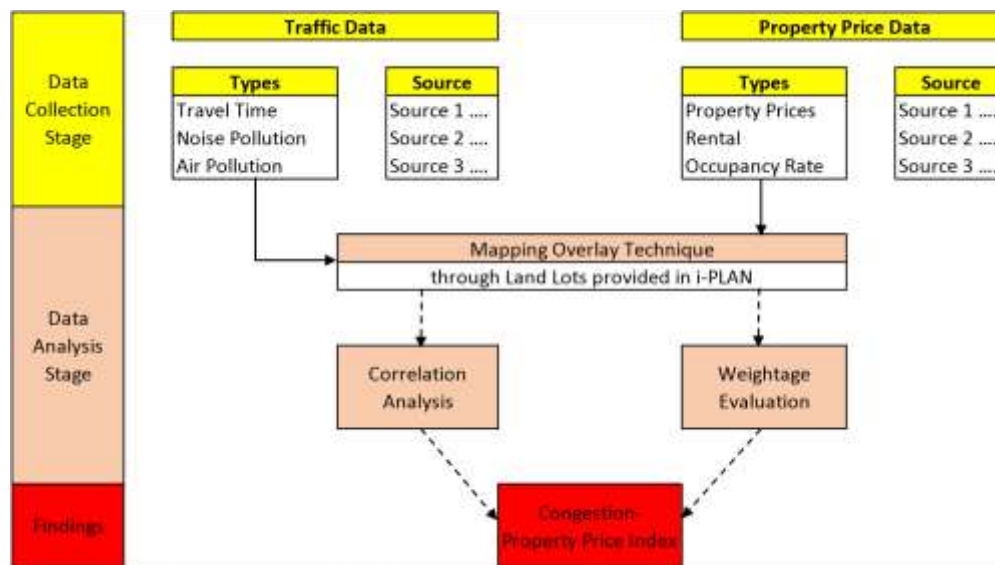 Traffic Data
Property Price Data
Data
Collection
Stage
Types
Travel Time
Noise Pollution
Air Pollution
Source
Source 1 ....
Source 2 ....
Source 3 ....
Types
Property Prices
Rental
Occupancy Rate
Source
Source 1 ....
Source 2 ....
Source 3 ....
Data
Analysis
Stage
Mapping Overlay Technique
through Land Lots provided in i-PLAN
Correlation
Analysis
Weightage
Evaluation
Findings
Congestion-
Property Price Index